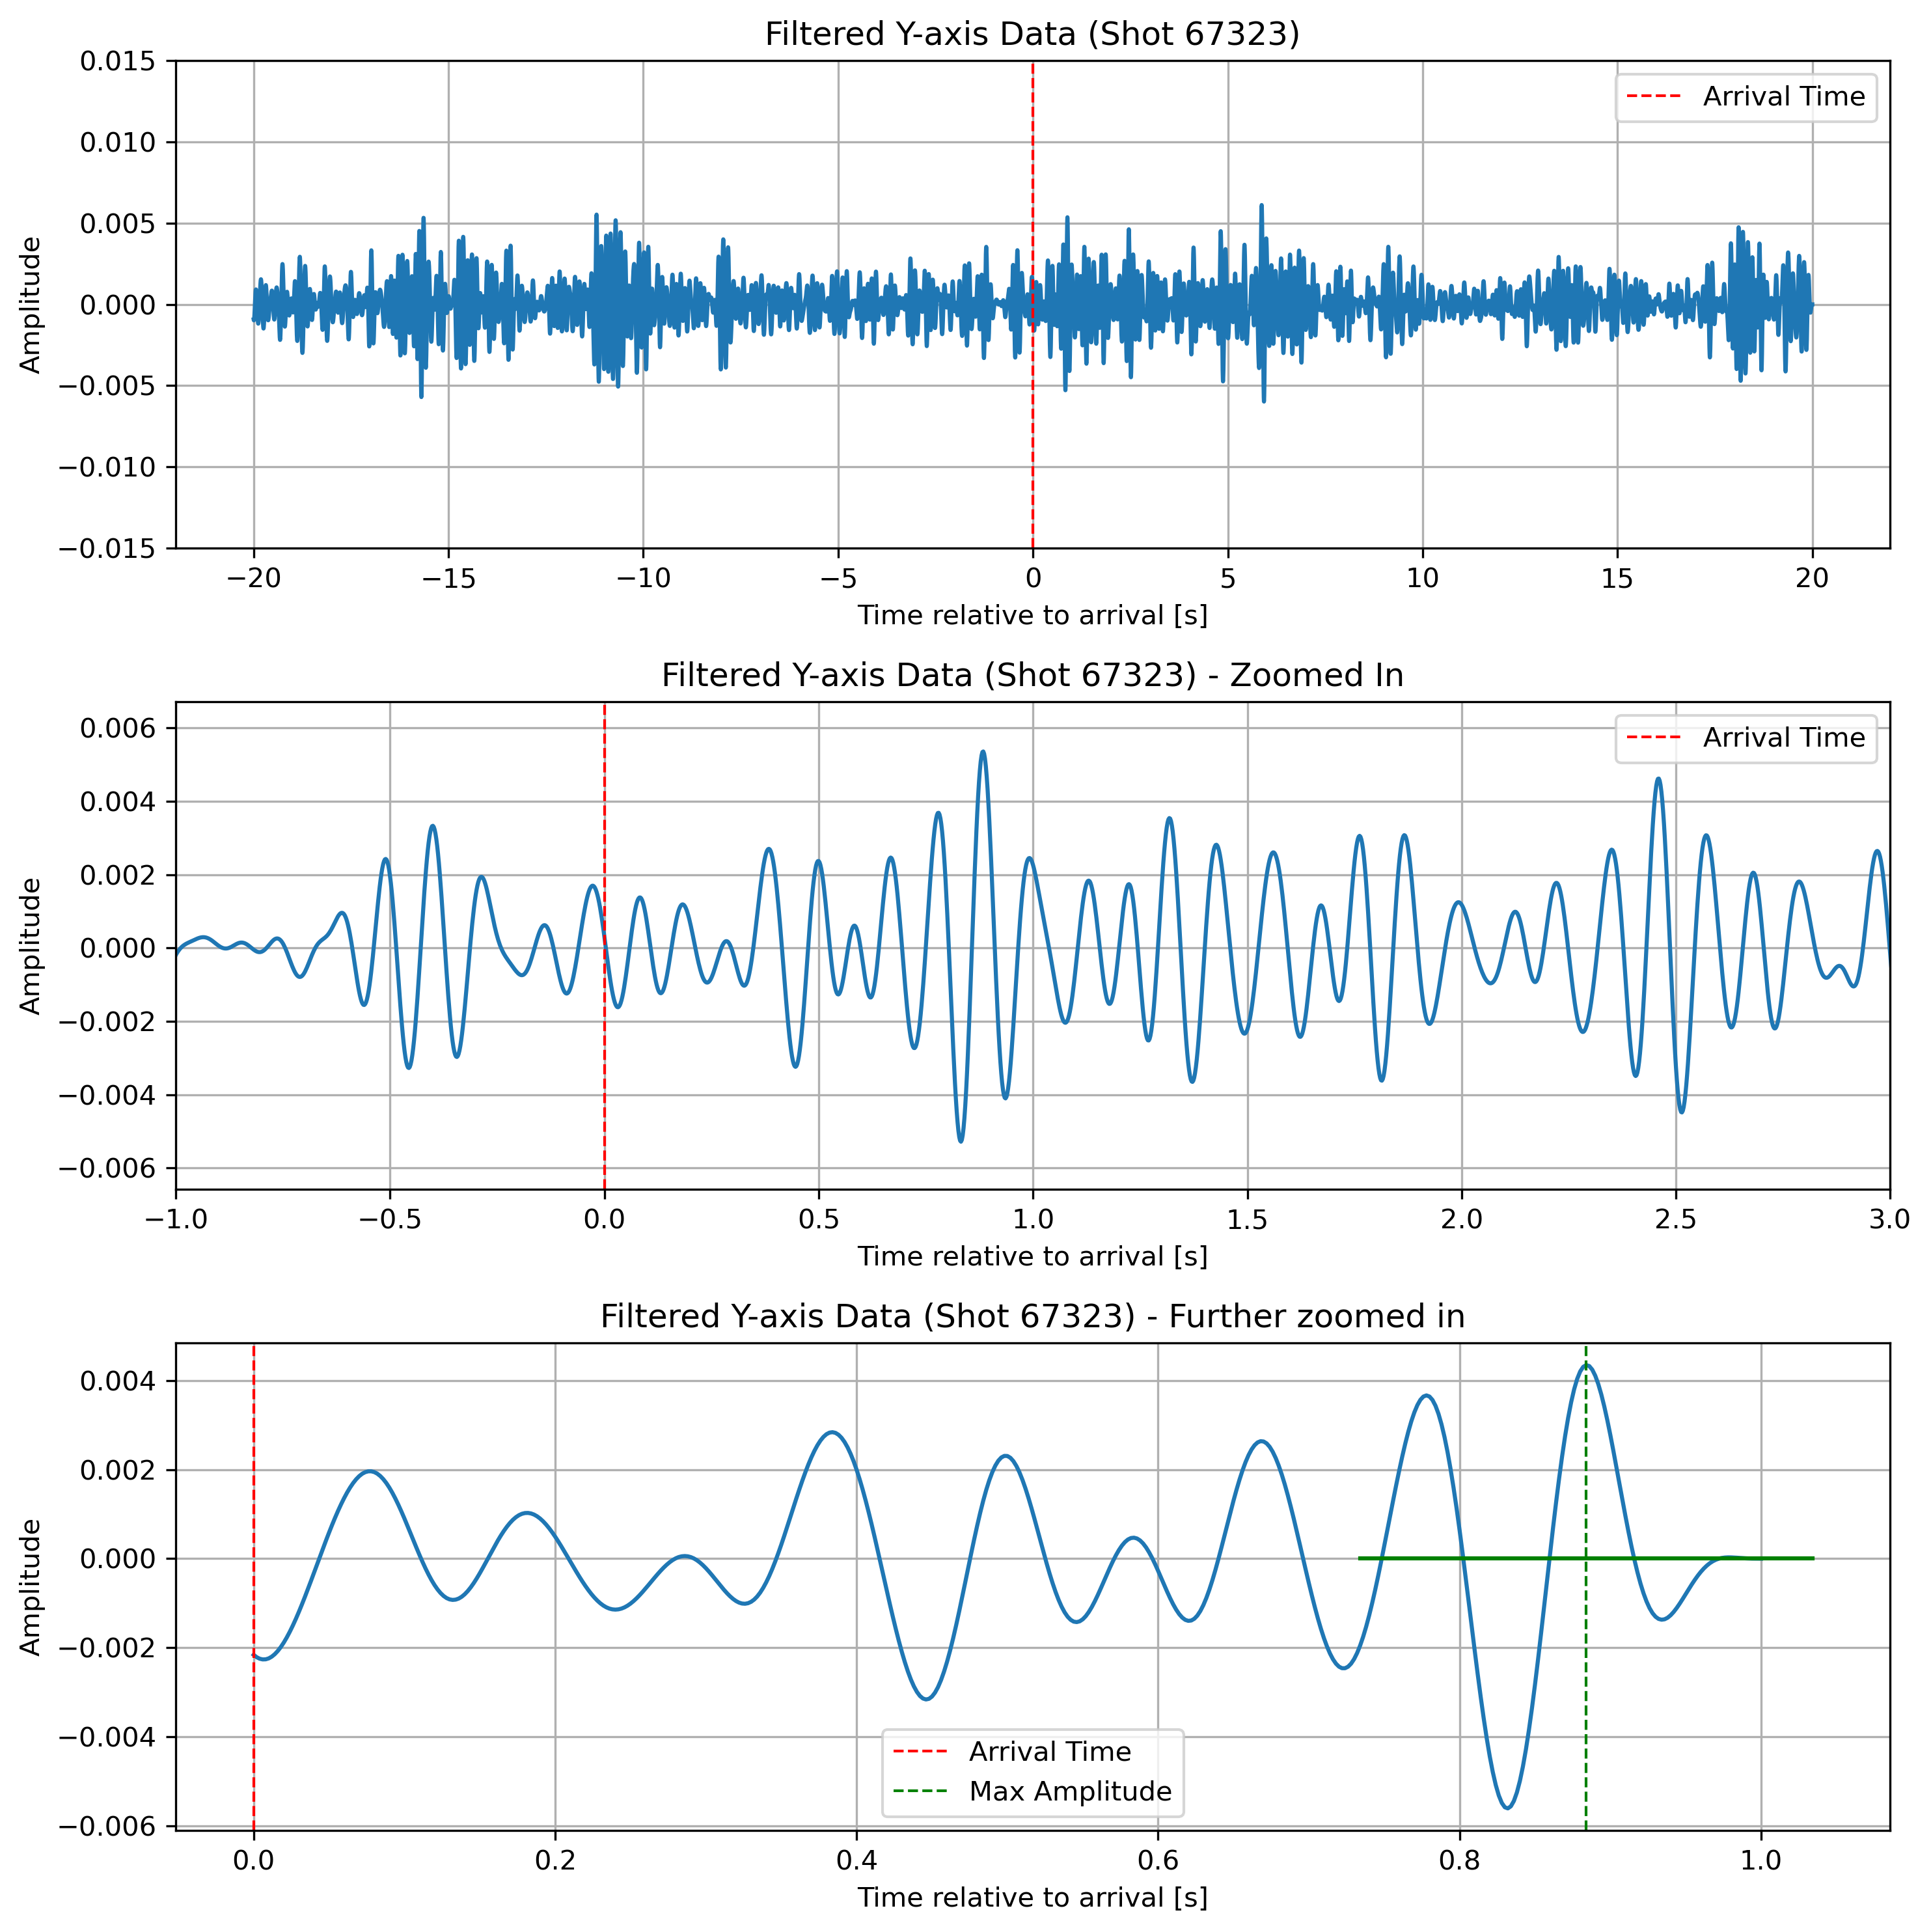 Filtered Y-axis Data (Shot 67323)
Amplitude
0.015
0.010
0.005
0.000
−0.005
−0.010
−0.015
Arrival Time
−20 −15 −10 −5 0 5 10 15 20
Time relative to arrival [s]
Filtered Y-axis Data (Shot 67323) - Zoomed In
Amplitude
0.006
0.004
0.002
0.000
−0.002
−0.004
−0.006
Arrival Time
−1.0 −0.5 0.0 0.5 1.0 1.5 2.0 2.5 3.0
Time relative to arrival [s]
Filtered Y-axis Data (Shot 67323) - Further zoomed in
Amplitude
0.004
0.002
0.000
−0.002
−0.004
−0.006
Arrival Time
Max Amplitude
0.0 0.2 0.4 0.6 0.8 1.0
Time relative to arrival [s]